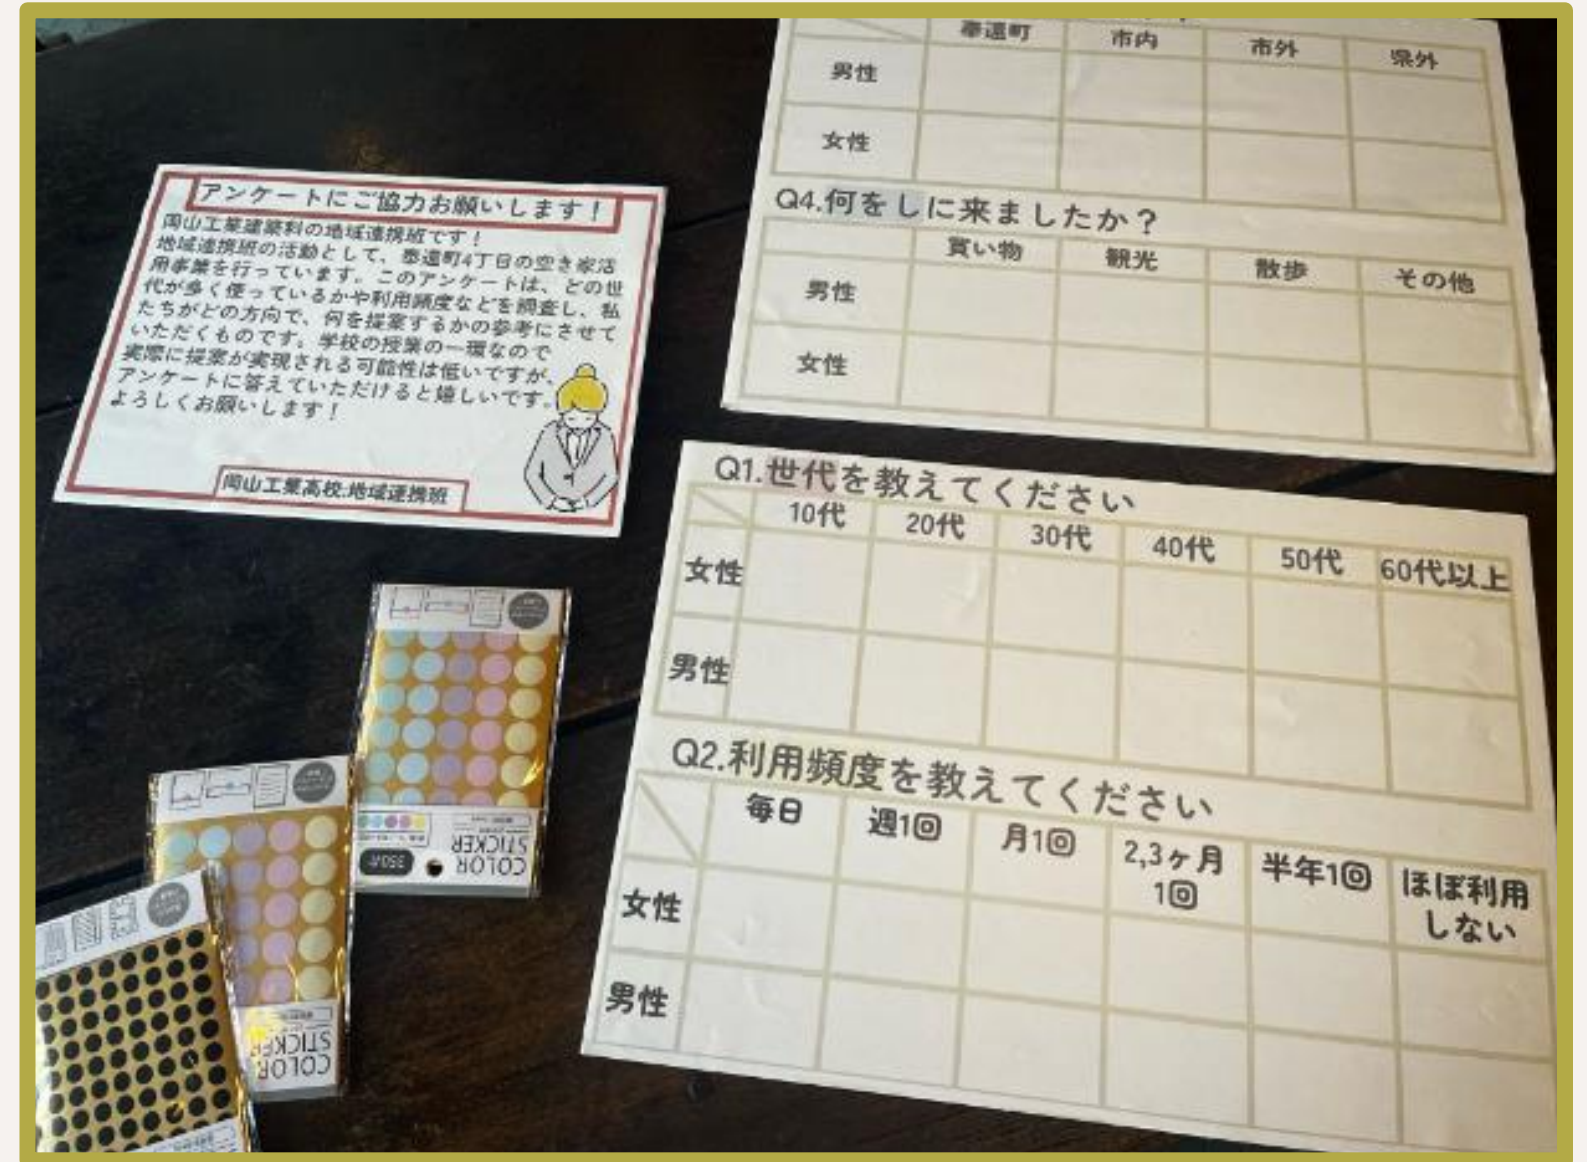 アンケートにご協力お願いします!
岡山工業建築科の地域連携班です!
地域連携班の活動として、奉還町4丁目の空き家活
用事業を行っています。このアンケートは、どの世
代が多く使っているかや利用頻度などを調査し、私
たちがどの方向で、何を提案するかの参考にさせて
いただくものです。学校の授業の一環なので
実際に提案が実現される可能性は低いですが、
アンケートに答えていただけると嬉しいです。
よろしくお願いします!
岡山工業高校:地域連携班
奉還町 市内 市外 県外
男性
女性
Q4.何をしに来ましたか?
買い物 観光 散歩 その他
男性
女性
Q1.世代を教えてください
10代 20代 30代 40代 50代 60代以上
女性
男性
Q2.利用頻度を教えてください
毎日 週1回 月1回 2,3ヶ月 半年1回 ほぼ利用
1回 しない
女性
男性
COLOR
STICKER
350片
COLOR
STICKER